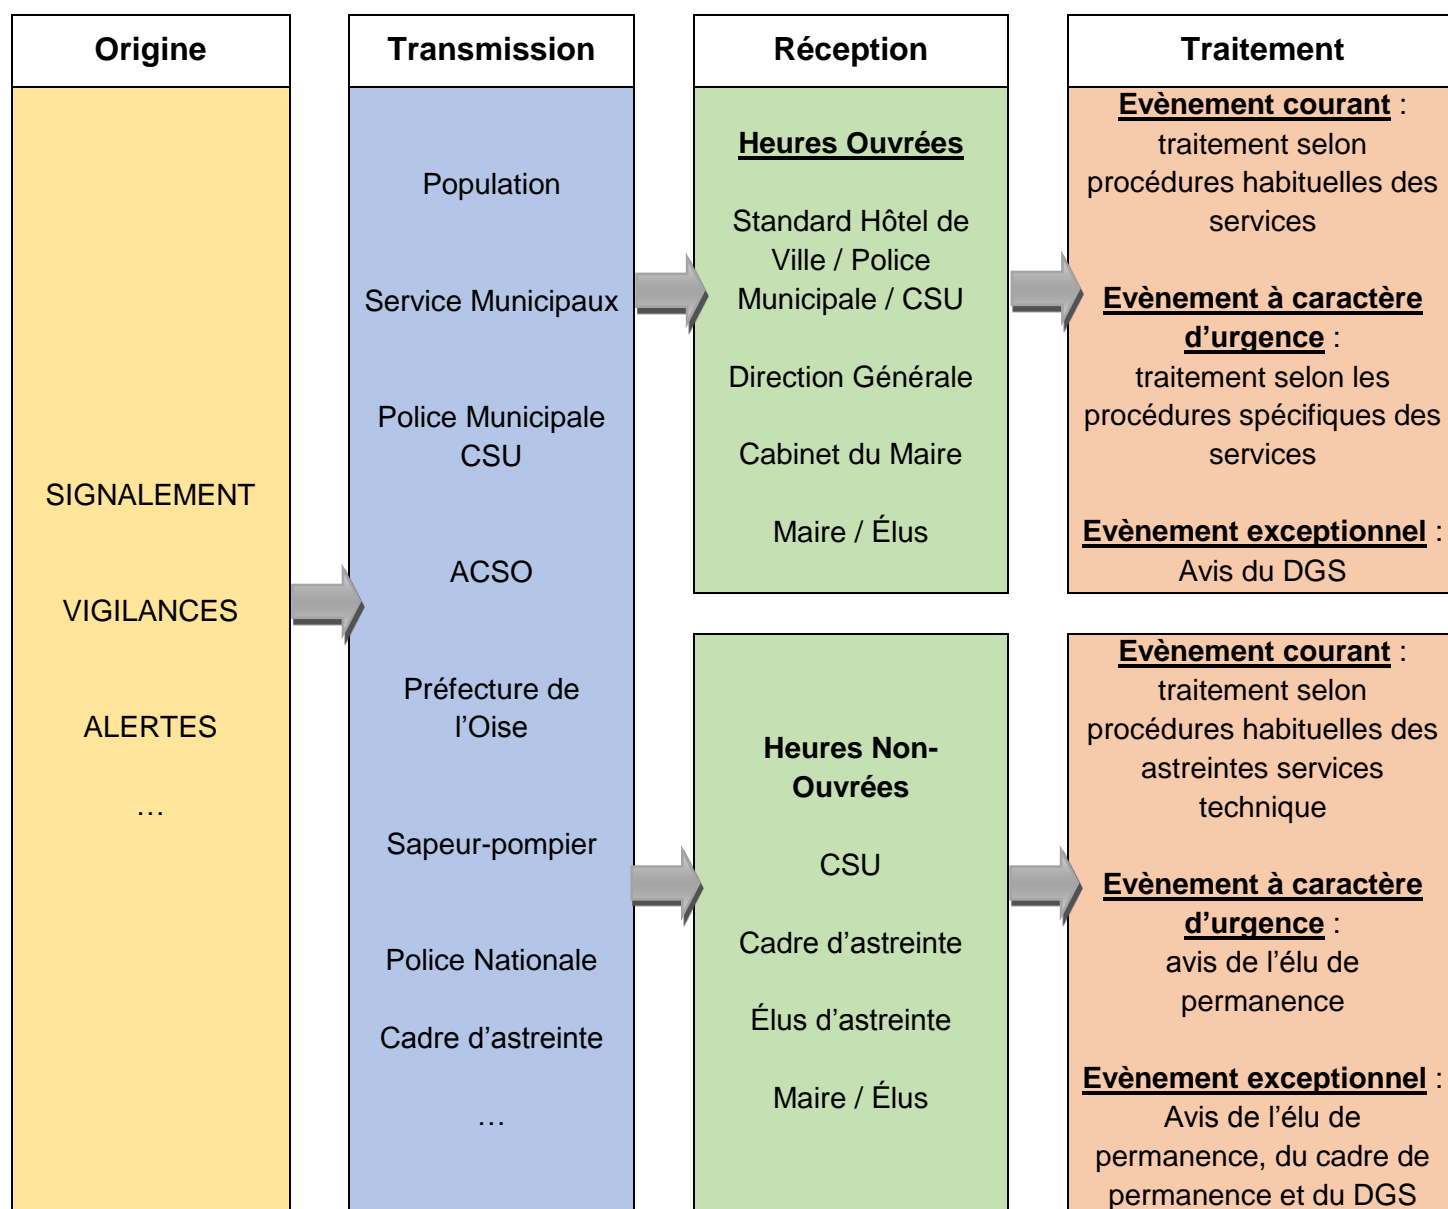 Origine
SIGNALEMENT
VIGILANCES
ALERTES
…
Transmission
Population
Service Municipaux
Police Municipale
CSU
ACSO
Préfecture de
l’Oise
Sapeur-pompier
Police Nationale
Cadre d’astreinte
…
Réception
Heures Ouvrées
Standard Hôtel de
Ville / Police
Municipale / CSU
Direction Générale
Cabinet du Maire
Maire / Élus
Heures Non-
Ouvrées
CSU
Cadre d’astreinte
Élus d’astreinte
Maire / Élus
Traitement
Evènement courant :
traitement selon
procédures habituelles des
services
Evènement à caractère
d’urgence :
traitement selon les
procédures spécifiques des
services
Evènement exceptionnel :
Avis du DGS
Evènement courant :
traitement selon
procédures habituelles des
astreintes services
technique
Evènement à caractère
d’urgence :
avis de l’élu de
permanence
Evènement exceptionnel :
Avis de l’élu de
permanence, du cadre de
permanence et du DGS